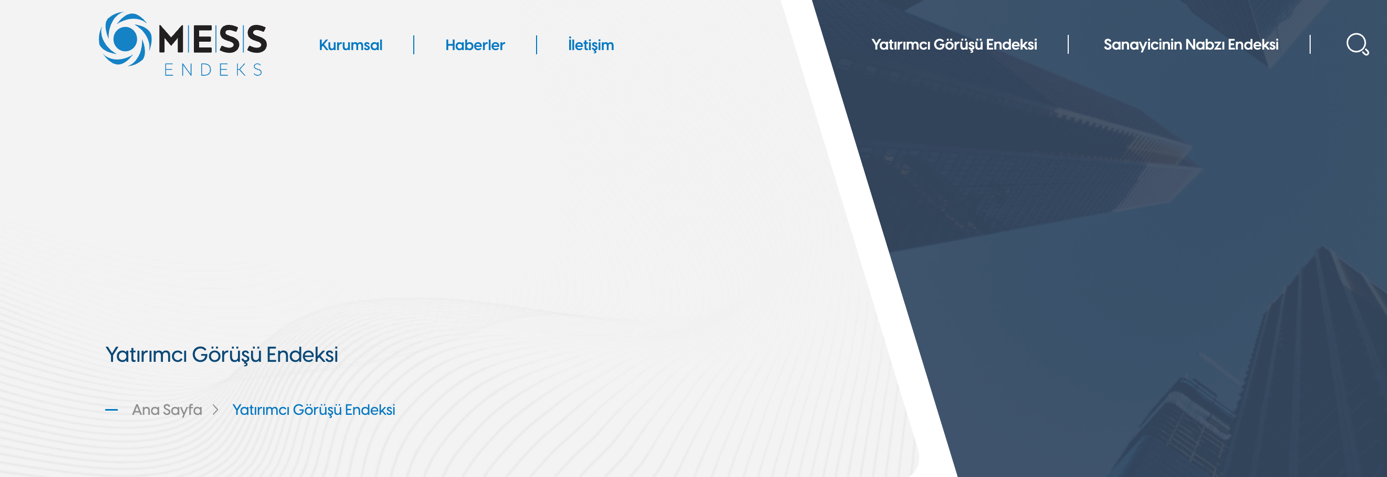 MESS
ENDEKS
Kurumsal
Haberler
İletişim
Yatırımcı Görüşü Endeksi
Sanayicinin Nabzı Endeksi
Yatırımcı Görüşü Endeksi
Ana Sayfa > Yatırımcı Görüşü Endeksi